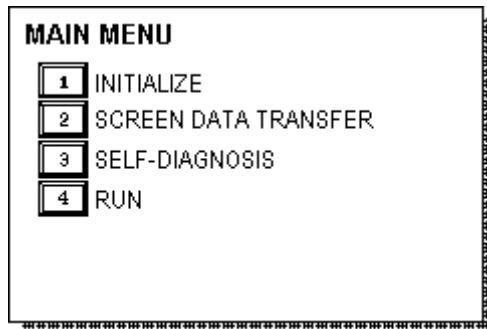 MAIN MENU
1 INITIALIZE
2 SCREEN DATA TRANSFER
3 SELF-DIAGNOSIS
4 RUN